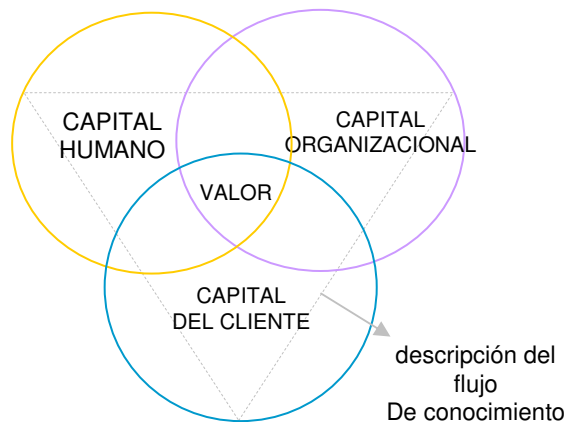 CAPITAL
HUMANO
CAPITAL
ORGANIZACIONAL
VALOR
CAPITAL
DEL CLIENTE
descripción del
flujo
De conocimiento